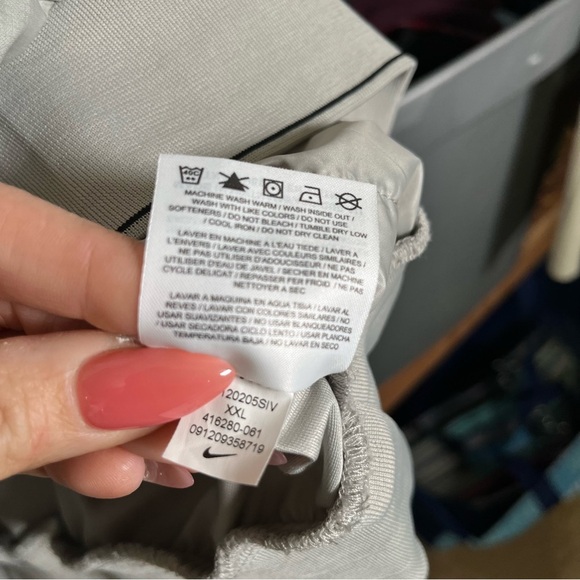 40C
MACHINE WASH WARM / WASH INSIDE OUT /
WASH WITH LIKE COLORS / DO NOT USE
SOFTENERS / DO NOT BLEACH / TUMBLE DRY LOW
/ COOL IRON / DO NOT DRY CLEAN
LAVER EN MACHINE A L'EAU TIEDE / LAVER A
L'ENVERS / LAVER AVEC COULEURS SIMILAIRES /
NE PAS UTILISER D'ADOUCISSEUR / NE PAS
UTILISER D'EAU DE JAVEL / SECHER EN MACHINE
CYCLE DELICAT / REPASSER FER FROID / NE PAS
NETTOYER A SEC
LAVAR A MAQUINA EN AGUA TIBIA / LAVAR AL
REVES / LAVAR CON COLORES SIMILARES / NO
USAR SUAVIZANTES / NO USAR BLANQUEADORES
/ USAR SECADORA CICLO LENTO / USAR PLANCHA
TEMPERATURA BAJA / NO LAVAR EN SECO
120205SIV
XXL
416280-061
091209358719